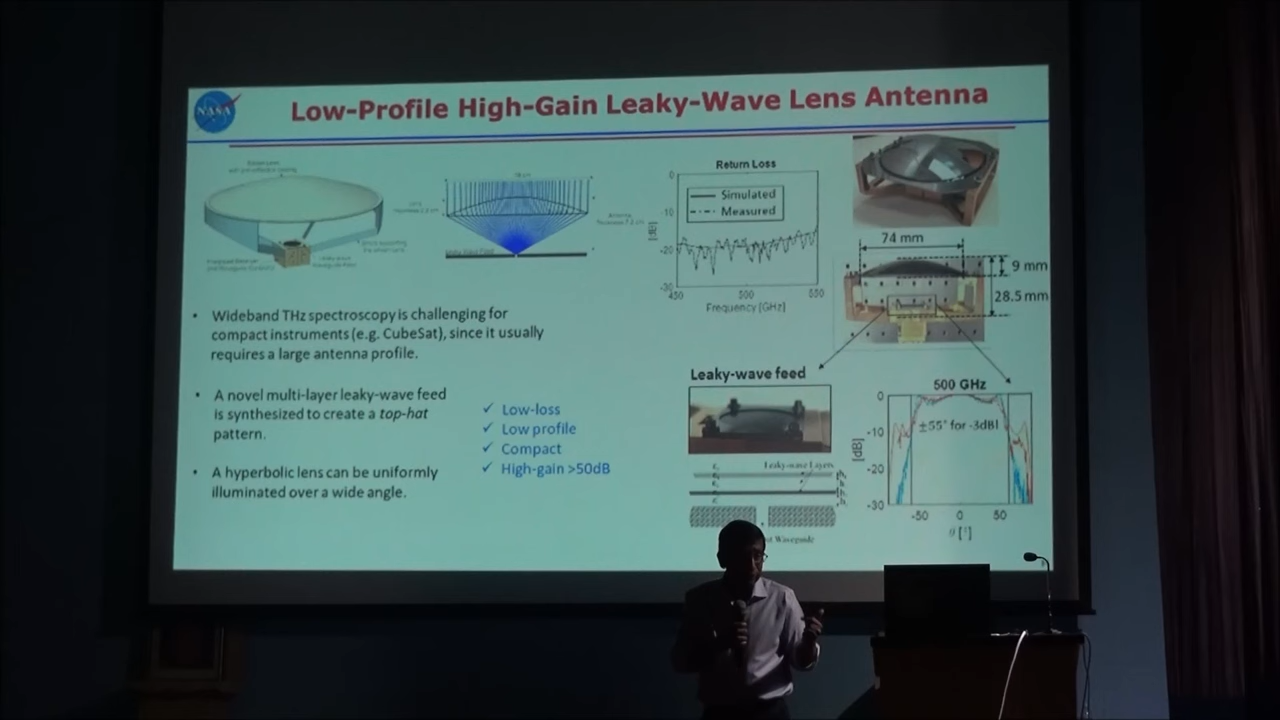 NASA
Low-Profile High-Gain Leaky-Wave Lens Antenna
• Wideband THz spectroscopy is challenging for
compact instruments (e.g. CubeSat), since it usually
requires a large antenna profile.
• A novel multi-layer leaky-wave feed
is synthesized to create a top-hat
pattern.
• A hyperbolic lens can be uniformly
illuminated over a wide angle.
✓ Low-loss
✓ Low profile
✓ Compact
✓ High-gain >50dB
Return Loss
Simulated
Measured
0
-10
-20
-30
[dB]
450 500 550
Frequency [GHz]
74 mm
9 mm
28.5 mm
Leaky-wave feed
Leaky-wave Layers
Waveguide
500 GHz
±55° for -3dB!
0
-10
-20
-30
[dB]
-50 0 50
θ [°]